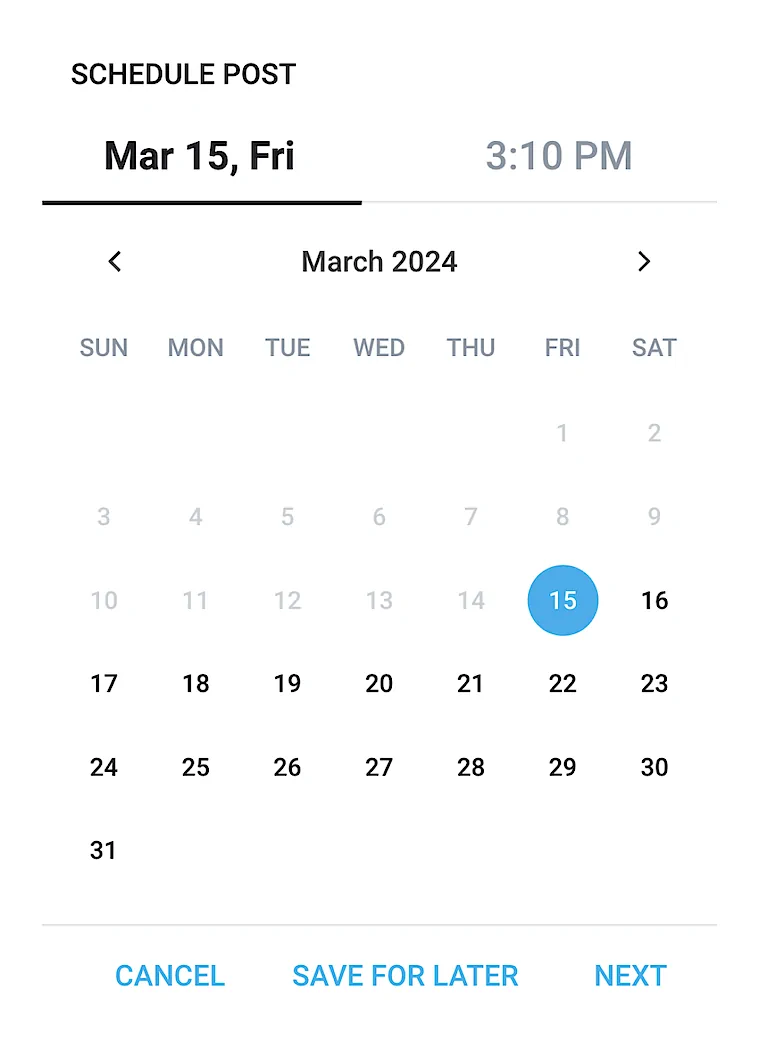 SCHEDULE POST
Mar 15, Fri 3:10 PM
March 2024
SUN MON TUE WED THU FRI SAT
1 2
3 4 5 6 7 8 9
10 11 12 13 14 15 16
17 18 19 20 21 22 23
24 25 26 27 28 29 30
31
CANCEL SAVE FOR LATER NEXT